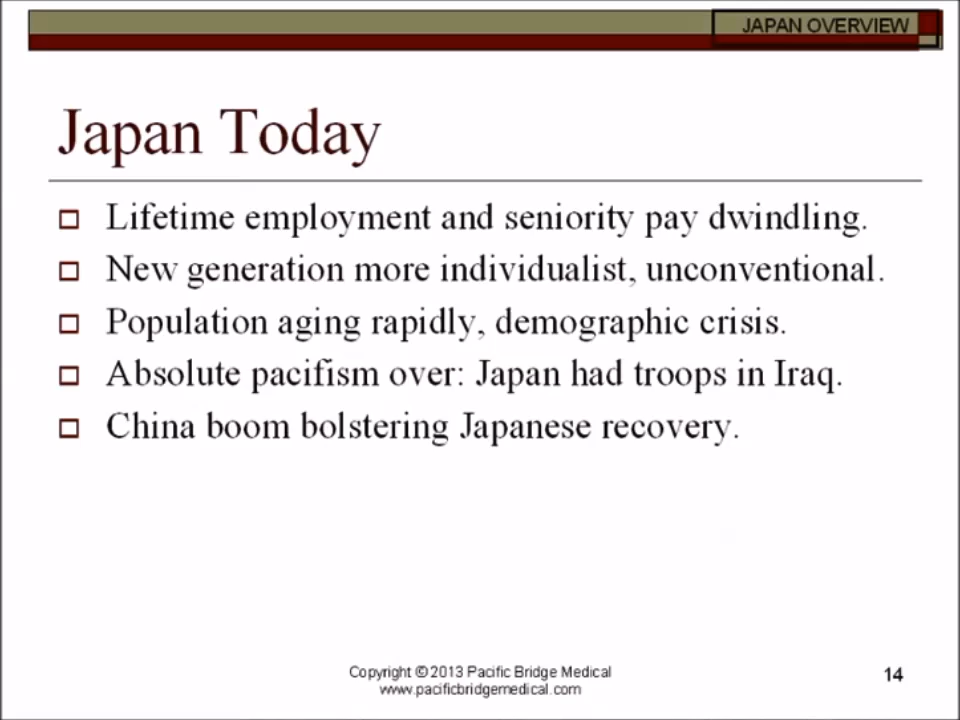 JAPAN OVERVIEW
Japan Today
Lifetime employment and seniority pay dwindling.
New generation more individualist, unconventional.
Population aging rapidly, demographic crisis.
Absolute pacifism over: Japan had troops in Iraq.
China boom bolstering Japanese recovery.
Copyright © 2013 Pacific Bridge Medical
www.pacificbridgemedical.com
14